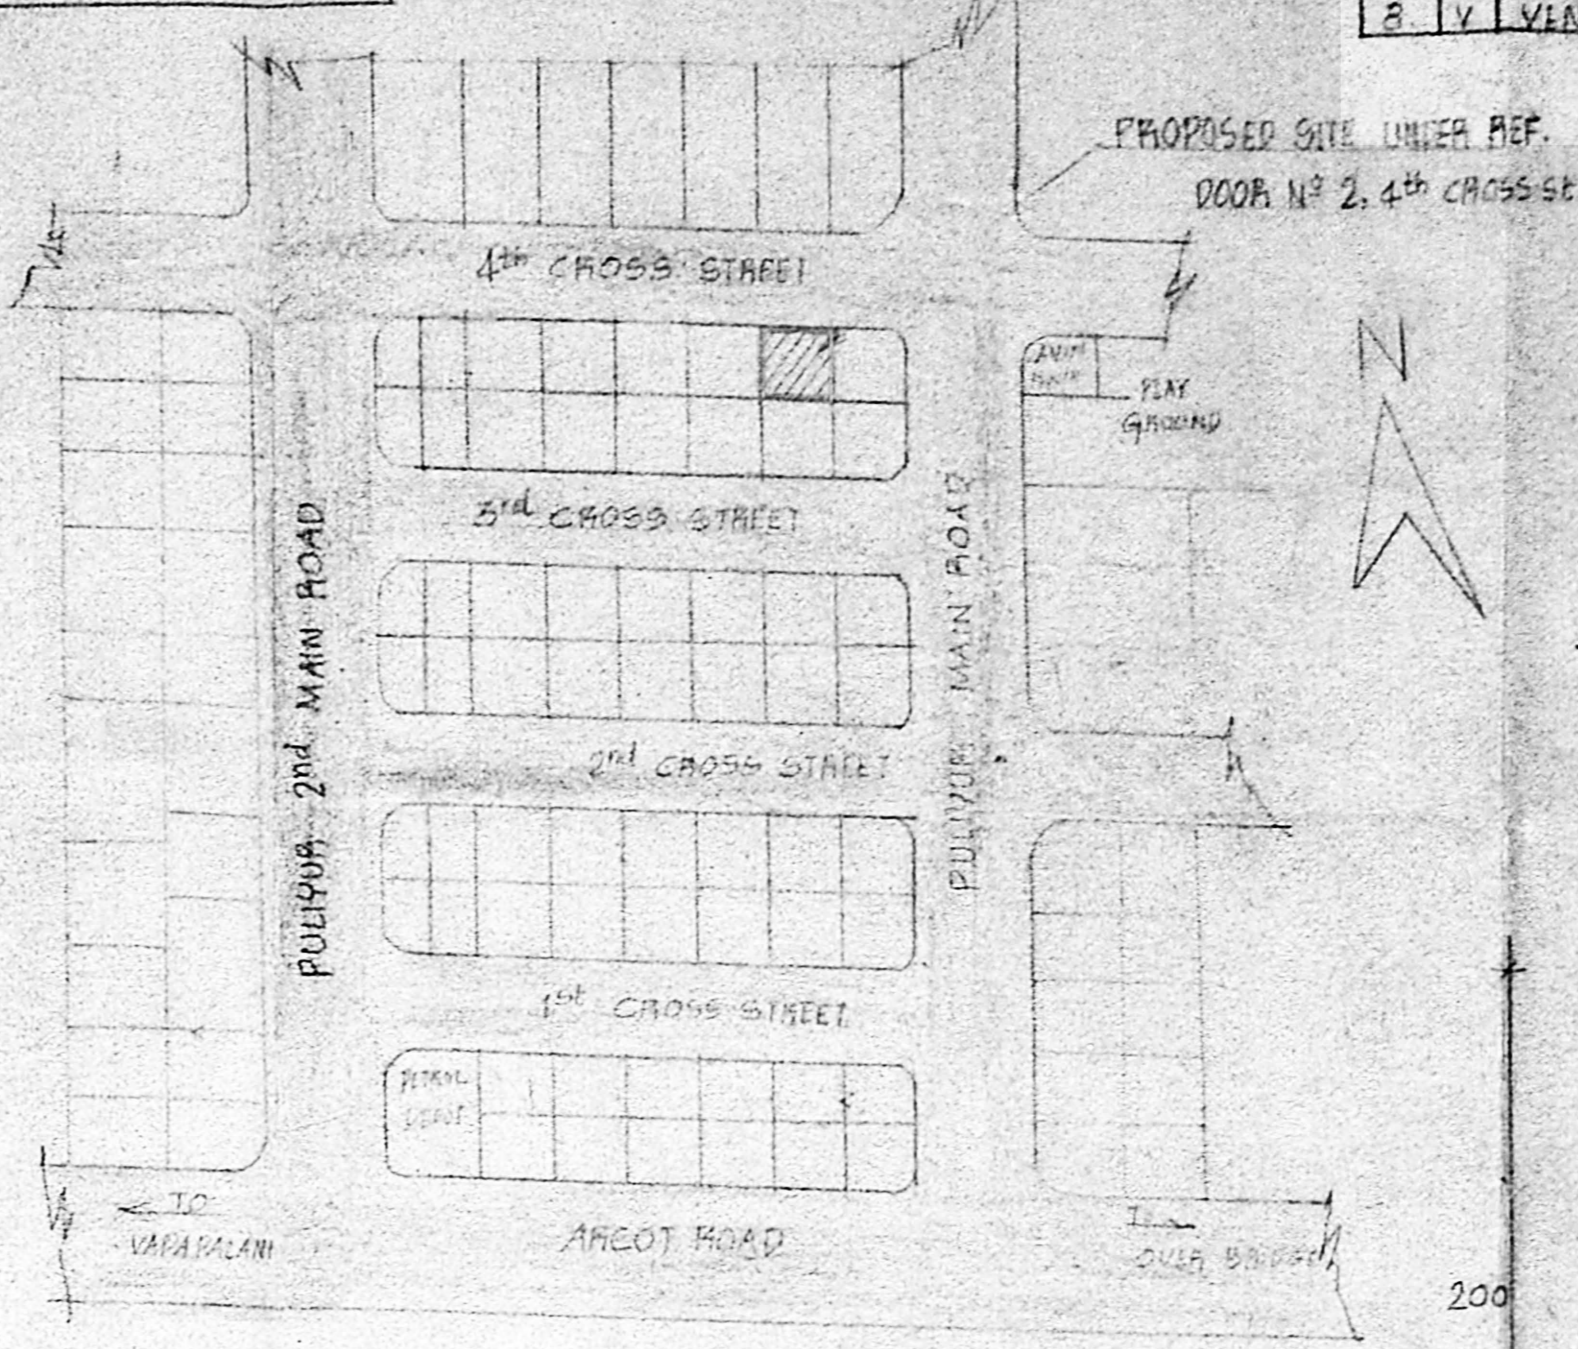 8. V VEN
PROPOSED SITE UNDER REF.
DOOR Nº 2, 4th CROSS St
4th CROSS STREET
N
PLAY
GROUND
3rd CROSS STREET
PULIYUR 2nd MAIN ROAD
PULIYUR MAIN ROAD
2nd CROSS STREET
1st CROSS STREET
PETROL
TO
VADAPALANI
ARCOT ROAD
OVER BRIDGE
200